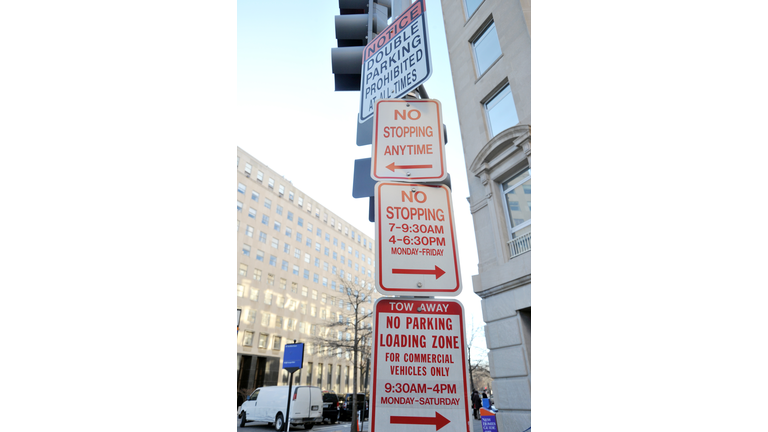 NOTICE
DOUBLE
PARKING
PROHIBITED
AT ALL-TIMES
NO
STOPPING
ANYTIME
NO
STOPPING
7-9:30AM
4-6:30PM
MONDAY-FRIDAY
TOW AWAY
NO PARKING
LOADING ZONE
FOR COMMERCIAL
VEHICLES ONLY
9:30AM-4PM
MONDAY-SATURDAY